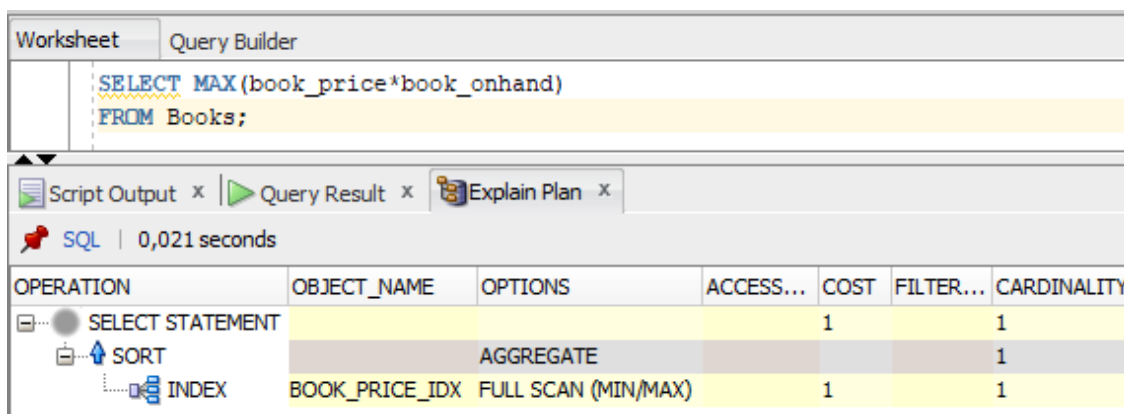 Worksheet Query Builder
SELECT MAX(book_price*book_onhand)
FROM Books;
Script Output x Query Result x Explain Plan x
SQL | 0,021 seconds
OPERATION OBJECT_NAME OPTIONS ACCESS... COST FILTER... CARDINALITY
SELECT STATEMENT 1 1
SORT AGGREGATE 1
INDEX BOOK_PRICE_IDX FULL SCAN (MIN/MAX) 1 1